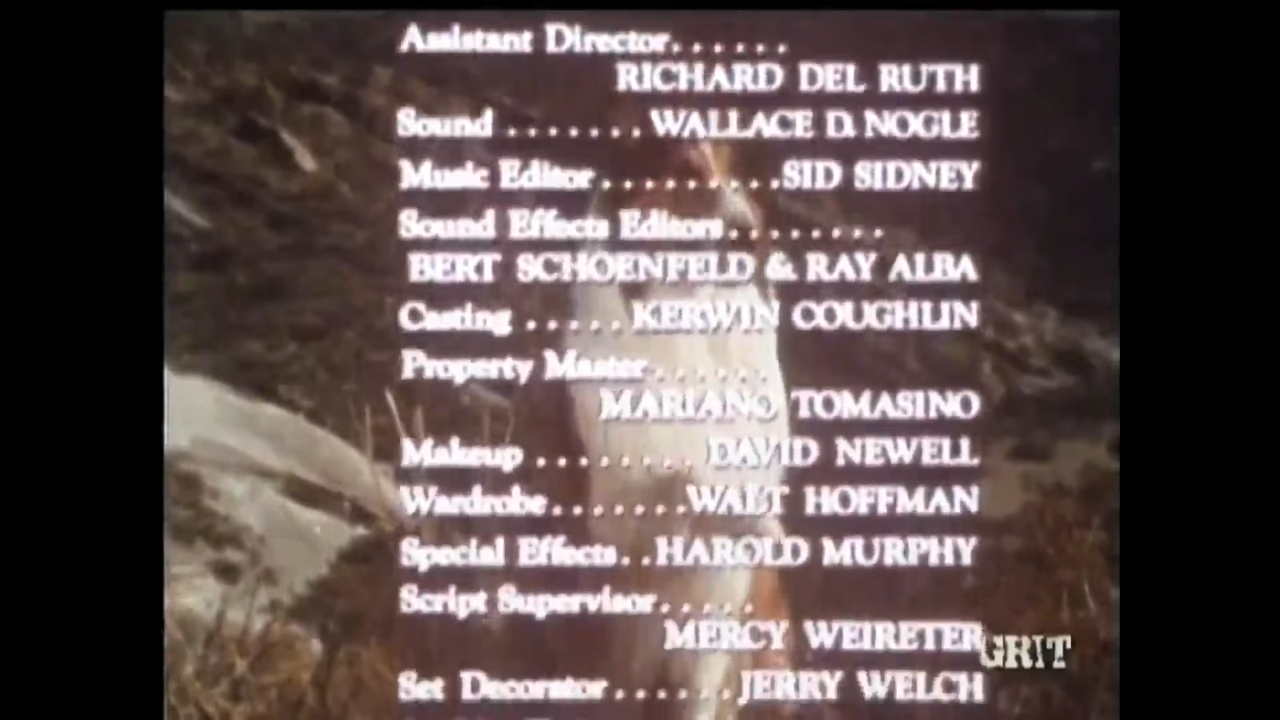 Assistant Director......
RICHARD DEL RUTH
Sound.......WALLACE D. NOGLE
Music Editor.........SID SIDNEY
Sound Effects Editors........
BERT SCHOENFELD & RAY ALBA
Casting.....KERWIN COUGHLIN
Property Master......
MARIANO TOMASINO
Makeup........DAVID NEWELL
Wardrobe.......WALT HOFFMAN
Special Effects..HAROLD MURPHY
Script Supervisor.....
MERCY WEIRETER
GRIT
Set Decorator......JERRY WELCH